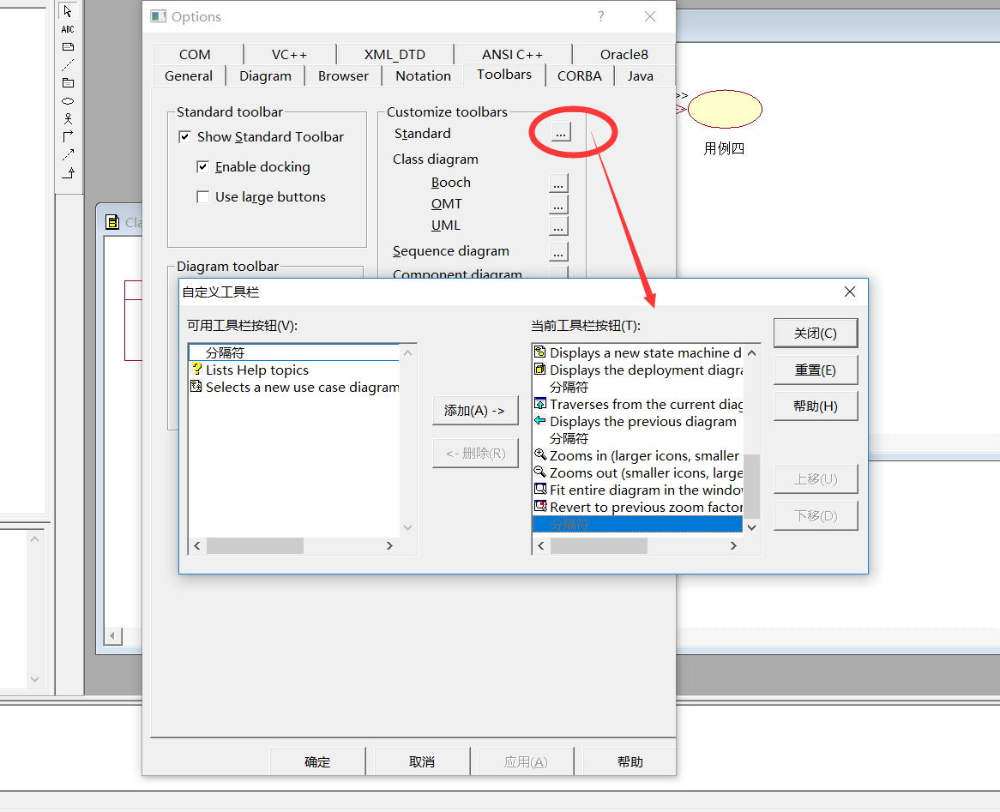 Options
?
ABC
COM VC++ XML_DTD ANSI C++ Oracle8
General Diagram Browser Notation Toolbars CORBA Java
Standard toolbar
Show Standard Toolbar
Enable docking
Use large buttons
Diagram toolbar
Customize toolbars
Standard ...
Class diagram
Booch ...
OMT ...
UML ...
Sequence diagram ...
Component diagram
>>
用例四
Cla
自定义工具栏
可用工具栏按钮(V):
分隔符
? Lists Help topics
Selects a new use case diagram
添加(A) ->
<- 删除(R)
当前工具栏按钮(T):
Displays a new state machine d
Displays the deployment diagra
分隔符
Traverses from the current diag
Displays the previous diagram
分隔符
Zooms in (larger icons, smaller
Zooms out (smaller icons, large
Fit entire diagram in the window
Revert to previous zoom factor
分隔符
关闭(C)
重置(E)
帮助(H)
上移(U)
下移(D)
确定 取消 应用(A) 帮助